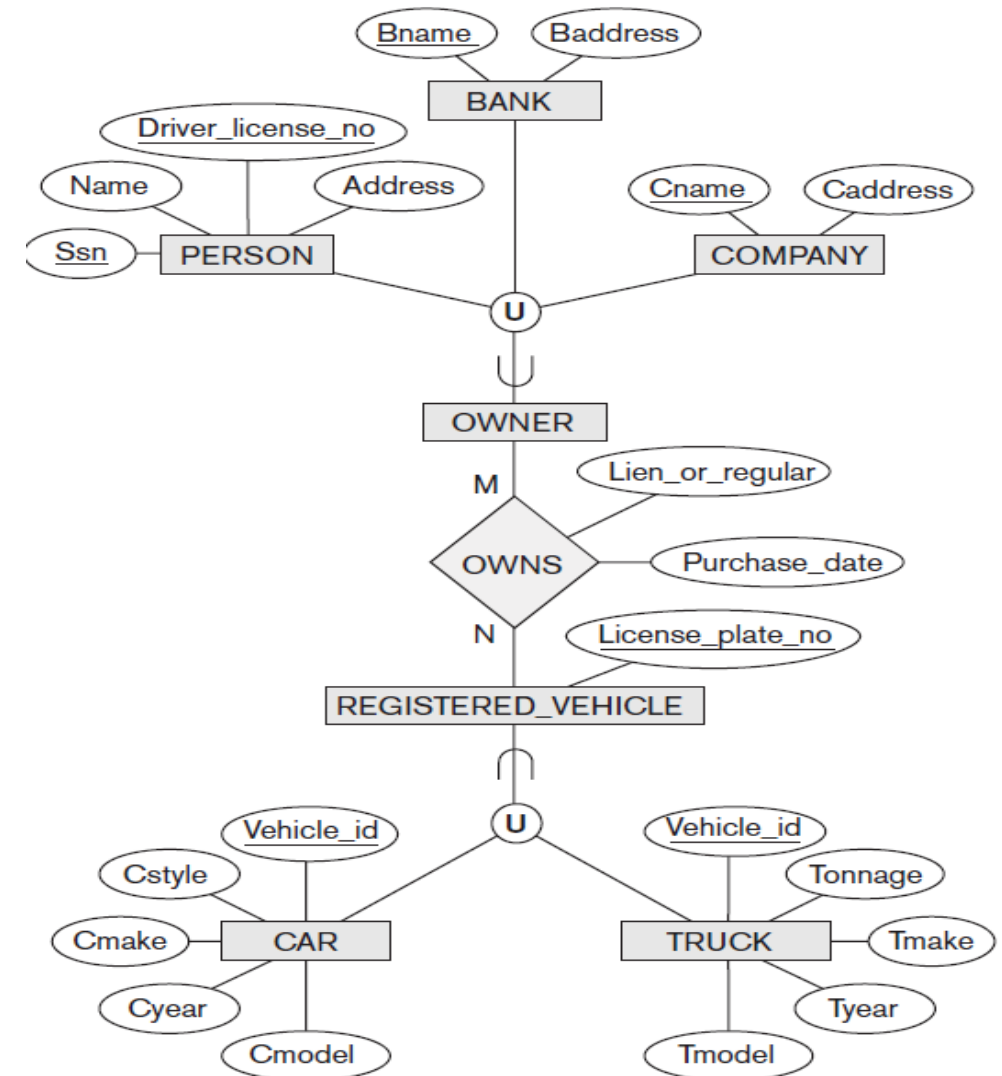 Bname Baddress
BANK
Driver_license_no
Name Address Cname Caddress
Ssn PERSON COMPANY
U
OWNER
Lien_or_regular
M
OWNS Purchase_date
N License_plate_no
REGISTERED_VEHICLE
U
Vehicle_id Vehicle_id
Cstyle Tonnage
Cmake CAR TRUCK Tmake
Cyear Tyear
Cmodel Tmodel